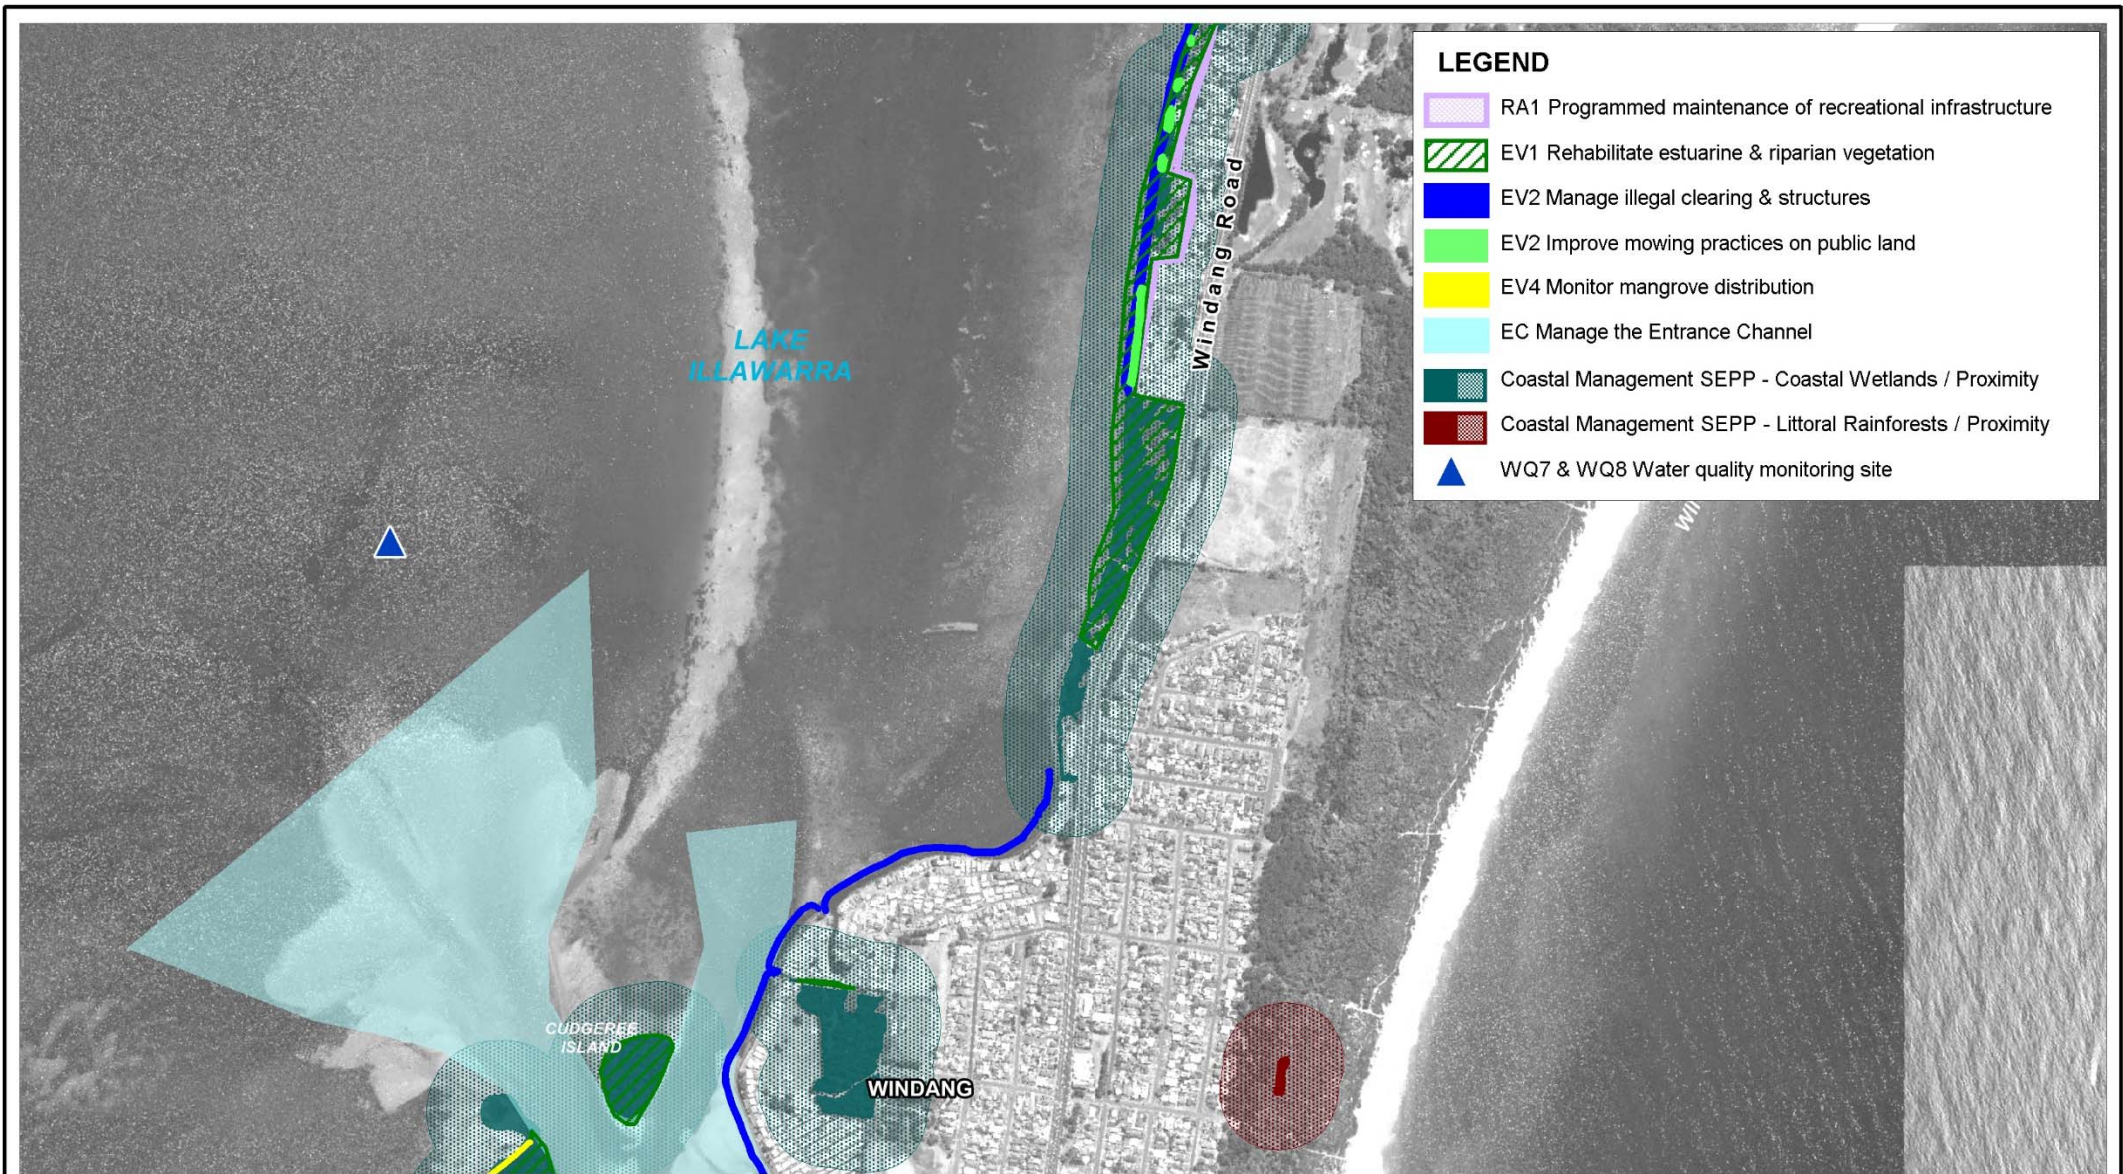 LEGEND
RA1 Programmed maintenance of recreational infrastructure
EV1 Rehabilitate estuarine & riparian vegetation
EV2 Manage illegal clearing & structures
EV2 Improve mowing practices on public land
EV4 Monitor mangrove distribution
EC Manage the Entrance Channel
Coastal Management SEPP - Coastal Wetlands / Proximity
Coastal Management SEPP - Littoral Rainforests / Proximity
WQ7 & WQ8 Water quality monitoring site
Windang Road
LAKE
ILLAWARRA
CUDGEREE
ISLAND
WINDANG